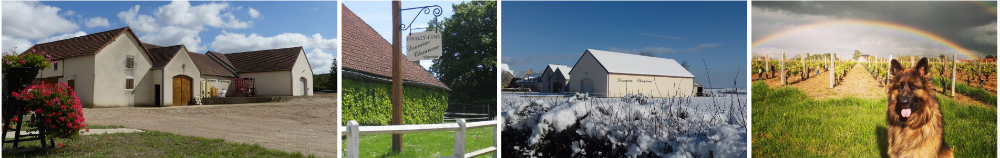 Domaine Chauveau
POUILLY-FUMÉ
Domaine
Chauveau
Vigneron
Domaine Chauveau